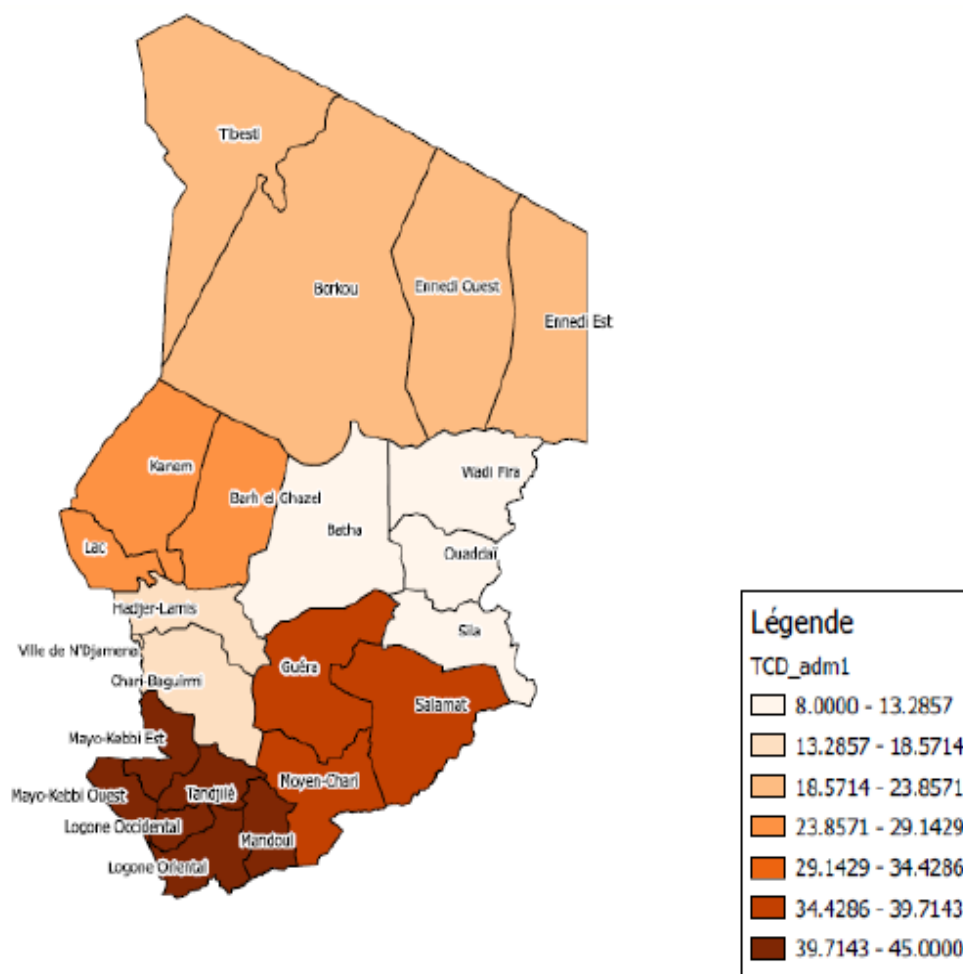 Tibesti
Borkou
Ennedi Ouest
Ennedi Est
Kanem
Wadi Fira
Barh el Ghazel
Batha
Ouaddaï
Lac
Hadjer-Lamis
Sila
Ville de N'Djamena
Guéra
Chari-Baguirmi
Salamat
Mayo-Kebbi Est
Moyen-Chari
Mayo-Kebbi Ouest
Tandjilé
Logone Occidental
Mandoul
Logone Oriental
Légende
TCD_adm1
8.0000 - 13.2857
13.2857 - 18.5714
18.5714 - 23.8571
23.8571 - 29.1429
29.1429 - 34.4286
34.4286 - 39.7143
39.7143 - 45.0000